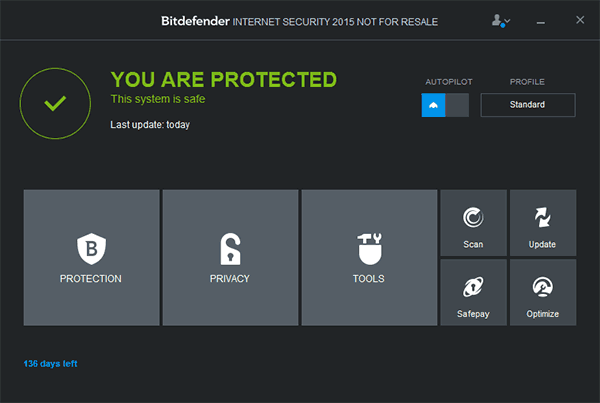 Bitdefender INTERNET SECURITY 2015 NOT FOR RESALE
YOU ARE PROTECTED
This system is safe
Last update: today
AUTOPILOT
PROFILE
Standard
B
PROTECTION
PRIVACY
TOOLS
Scan
Update
Safepay
Optimize
136 days left